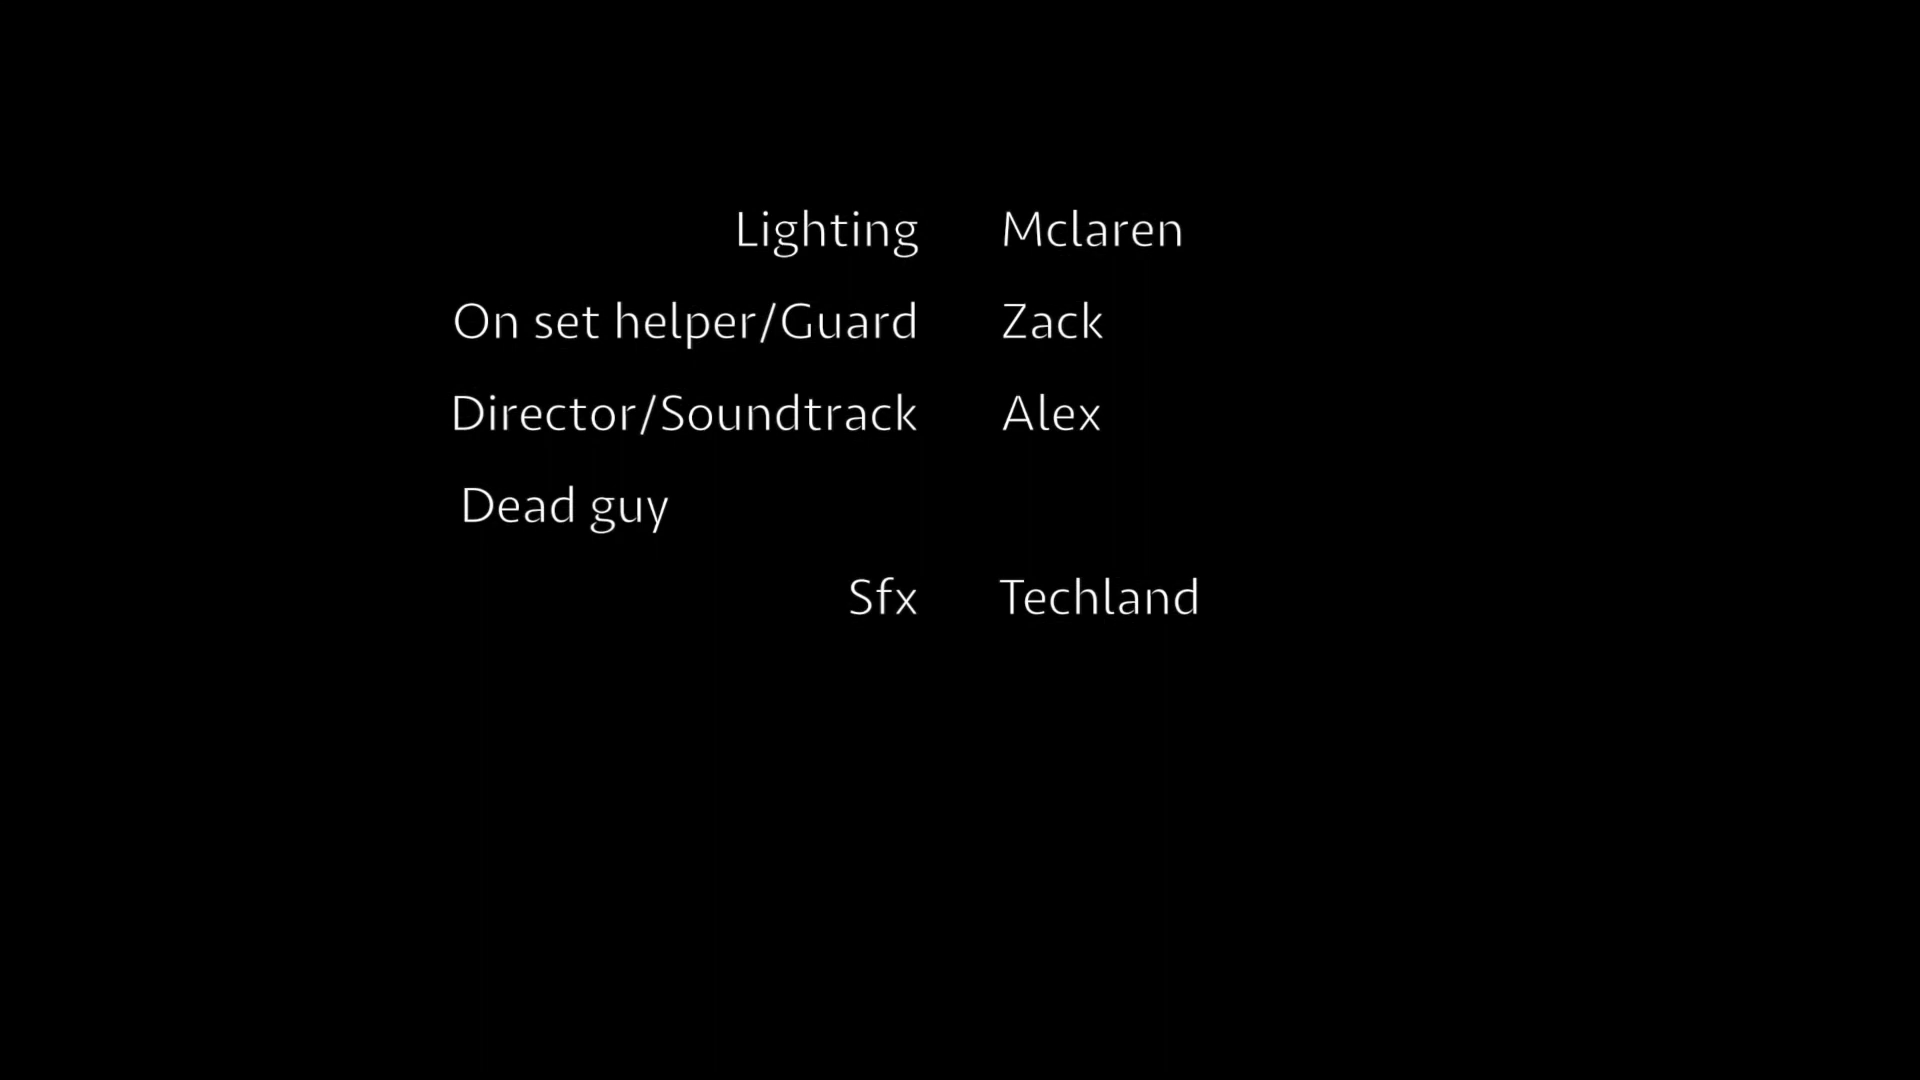 Lighting Mclaren
On set helper/Guard Zack
Director/Soundtrack Alex
Dead guy
Sfx Techland